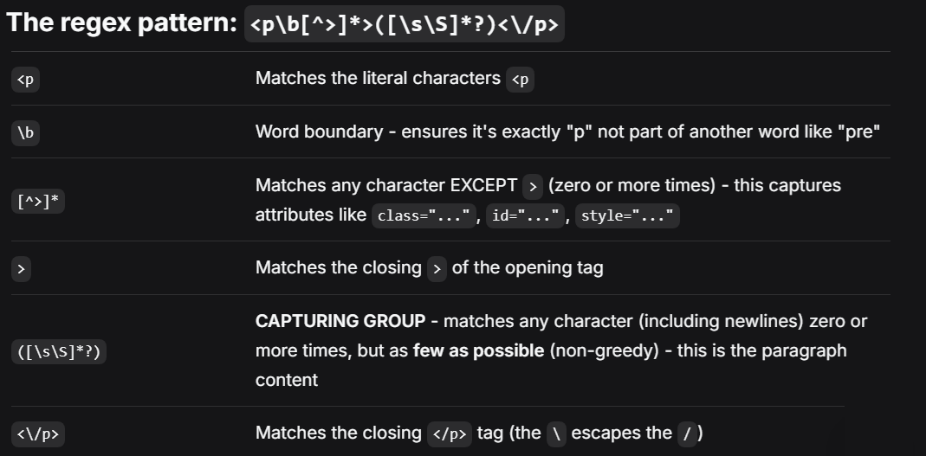 The regex pattern: <p\b[^>]*>([\s\S]*?)<\/p>
<p Matches the literal characters <p
\b Word boundary - ensures it's exactly "p" not part of another word like "pre"
Matches any character EXCEPT > (zero or more times) - this captures
[^>]* attributes like class="...", id="...", style="..."
> Matches the closing > of the opening tag
CAPTURING GROUP - matches any character (including newlines) zero or
([\s\S]*?) more times, but as few as possible (non-greedy) - this is the paragraph
content
<\/p> Matches the closing </p> tag (the \ escapes the /)